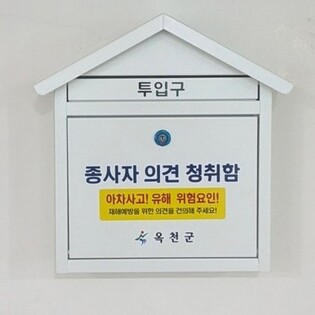 투입구
종사자 의견 청취함
아차사고! 유해 위험요인!
재해예방을 위한 의견을 건의해 주세요!
옥천군